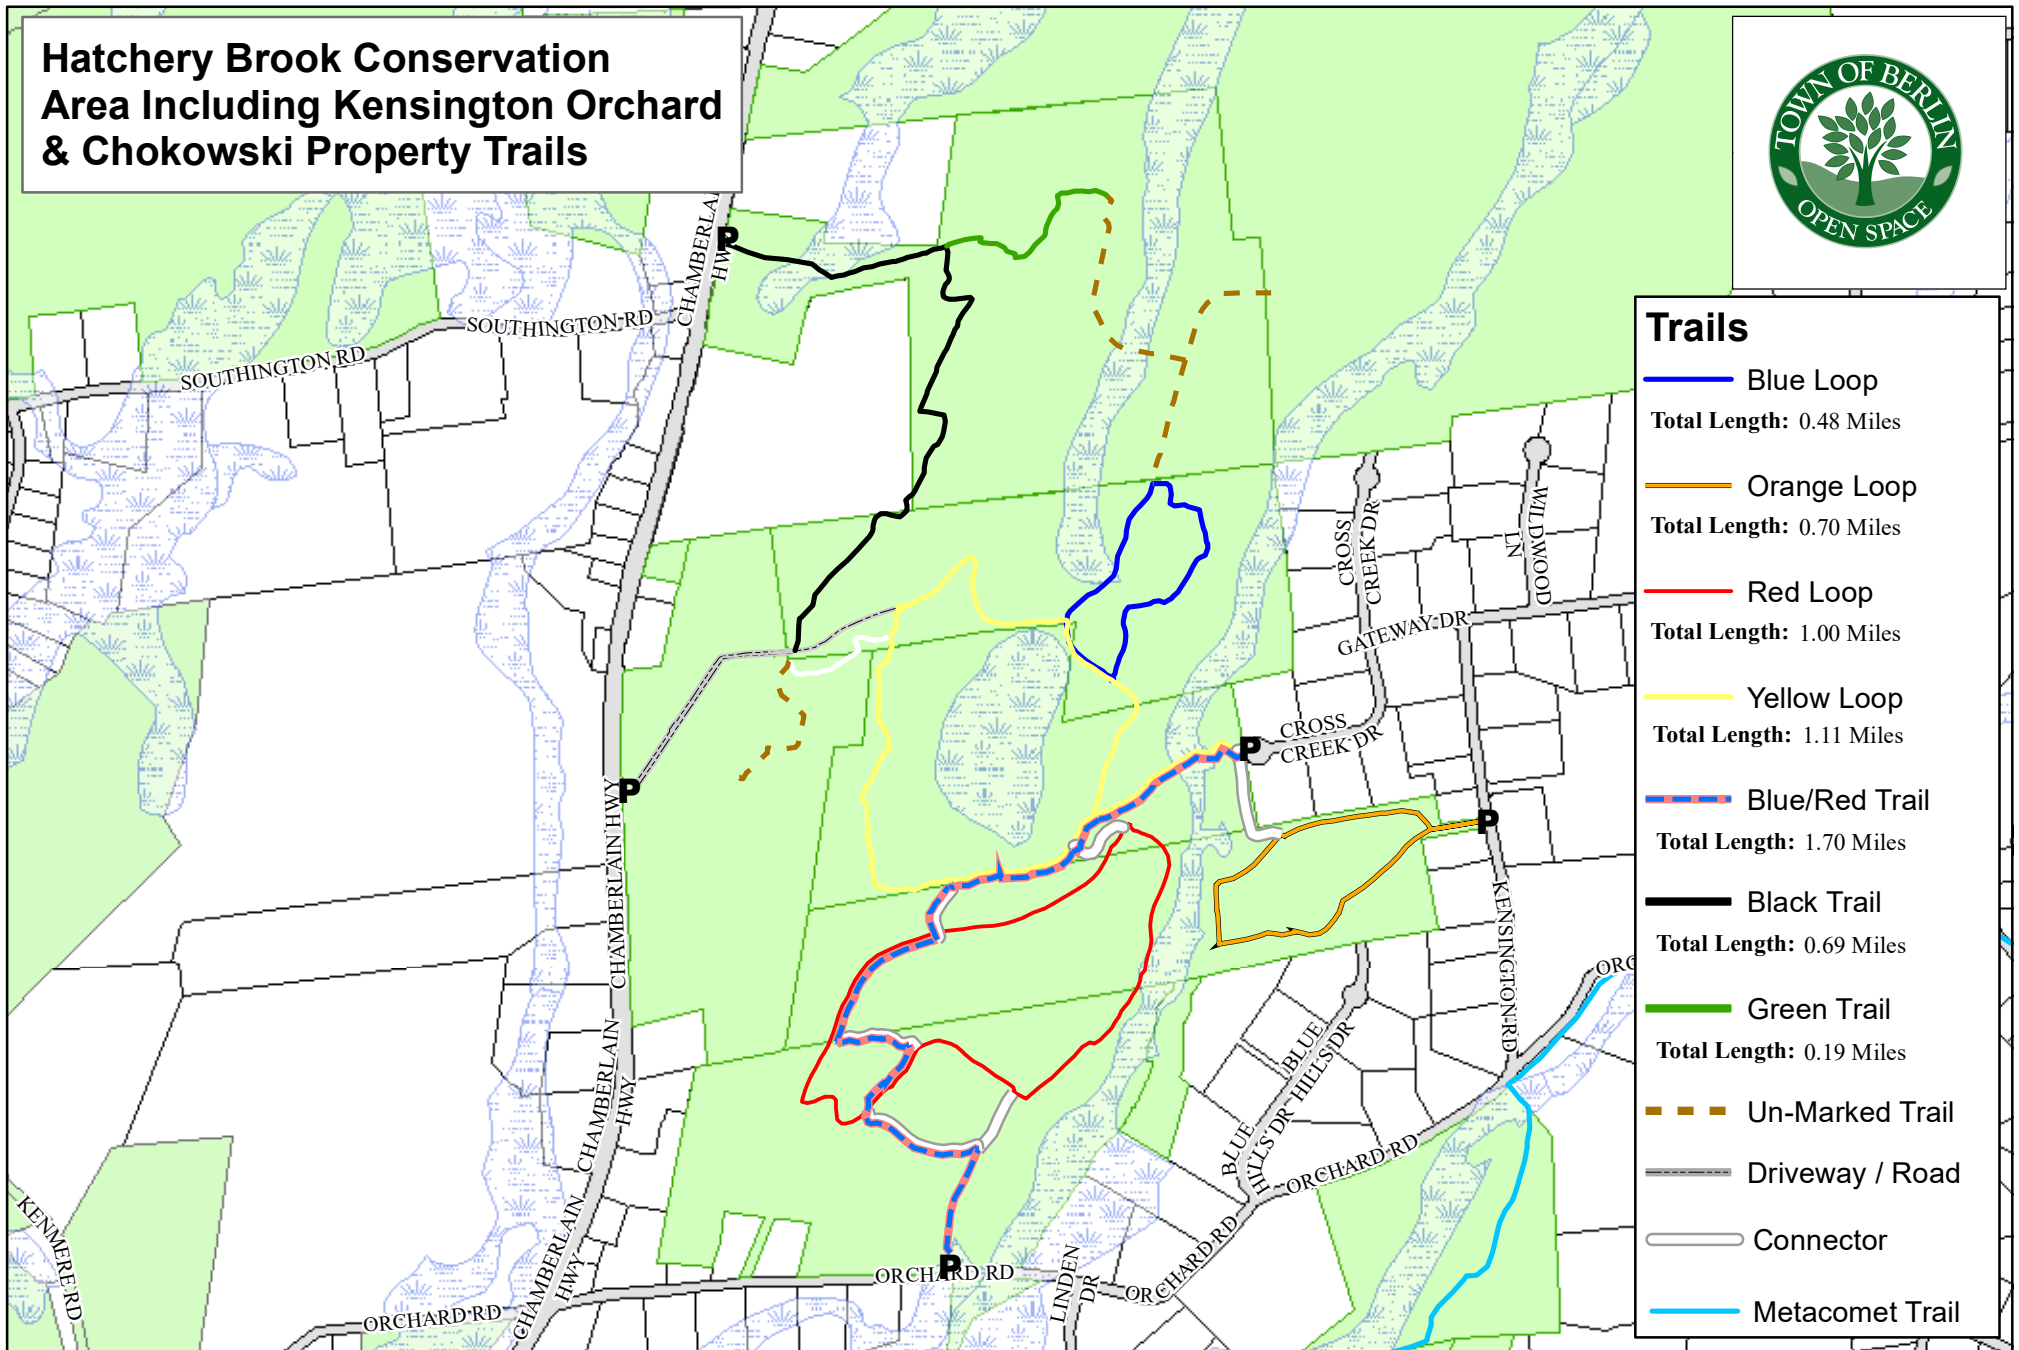 Hatchery Brook Conservation
Area Including Kensington Orchard
& Chokowski Property Trails
TOWN OF BERLIN
OPEN SPACE
Trails
Blue Loop
Total Length: 0.48 Miles
Orange Loop
Total Length: 0.70 Miles
Red Loop
Total Length: 1.00 Miles
Yellow Loop
Total Length: 1.11 Miles
Blue/Red Trail
Total Length: 1.70 Miles
Black Trail
Total Length: 0.69 Miles
Green Trail
Total Length: 0.19 Miles
Un-Marked Trail
Driveway / Road
Connector
Metacomet Trail
CHAMBERLAI
HWY
P
SOUTHINGTON RD
SOUTHINGTON RD
CROSS
CREEK DR
WILDWOOD
LN
GATEWAY DR
CROSS
CREEK DR
P
P
P
CHAMBERLAIN HWY
KENSINGTON RD
ORC
CHAMBERLAIN
HWY
BLUE
HILLS DR
BLUE
HILLS DR
ORCHARD RD
KENMERE RD
CHAMBERLAIN
HWY
P
ORCHARD RD
ORCHARD RD
LINDEN
DR
ORCHARD RD